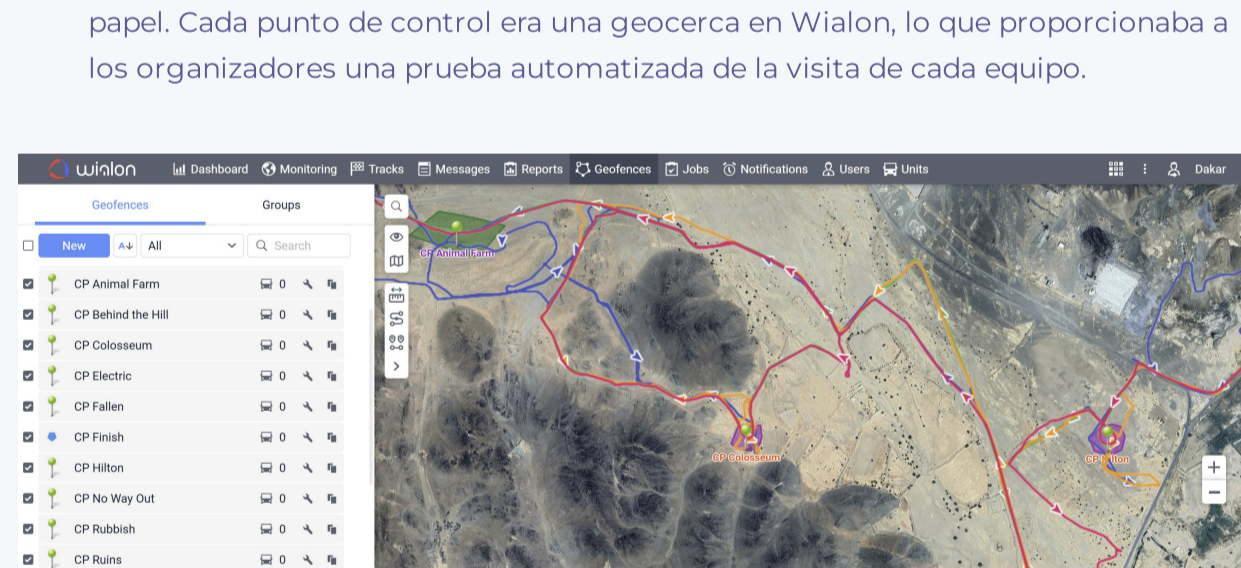 papel. Cada punto de control era una geocerca en Wialon, lo que proporcionaba a
los organizadores una prueba automatizada de la visita de cada equipo.
wialon Dashboard Monitoring Tracks Messages Reports Geofences Jobs Notifications Users Units Dakar
Geofences Groups
New All Search
CP Animal Farm 0
CP Behind the Hill 0
CP Colosseum 0
CP Electric 0
CP Fallen 0
CP Finish 0
CP Hilton 0
CP No Way Out 0
CP Rubbish 0
CP Ruins 0
CP Animal Farm
CP Colosseum